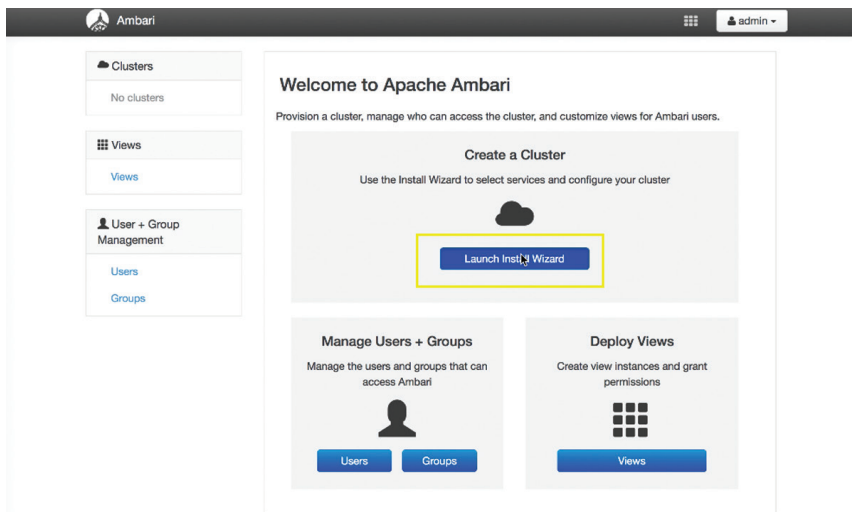 Ambari
admin
Clusters
No clusters
Views
Views
User + Group
Management
Users
Groups
Welcome to Apache Ambari
Provision a cluster, manage who can access the cluster, and customize views for Ambari users.
Create a Cluster
Use the Install Wizard to select services and configure your cluster
Launch Install Wizard
Manage Users + Groups
Manage the users and groups that can
access Ambari
Users
Groups
Deploy Views
Create view instances and grant
permissions
Views